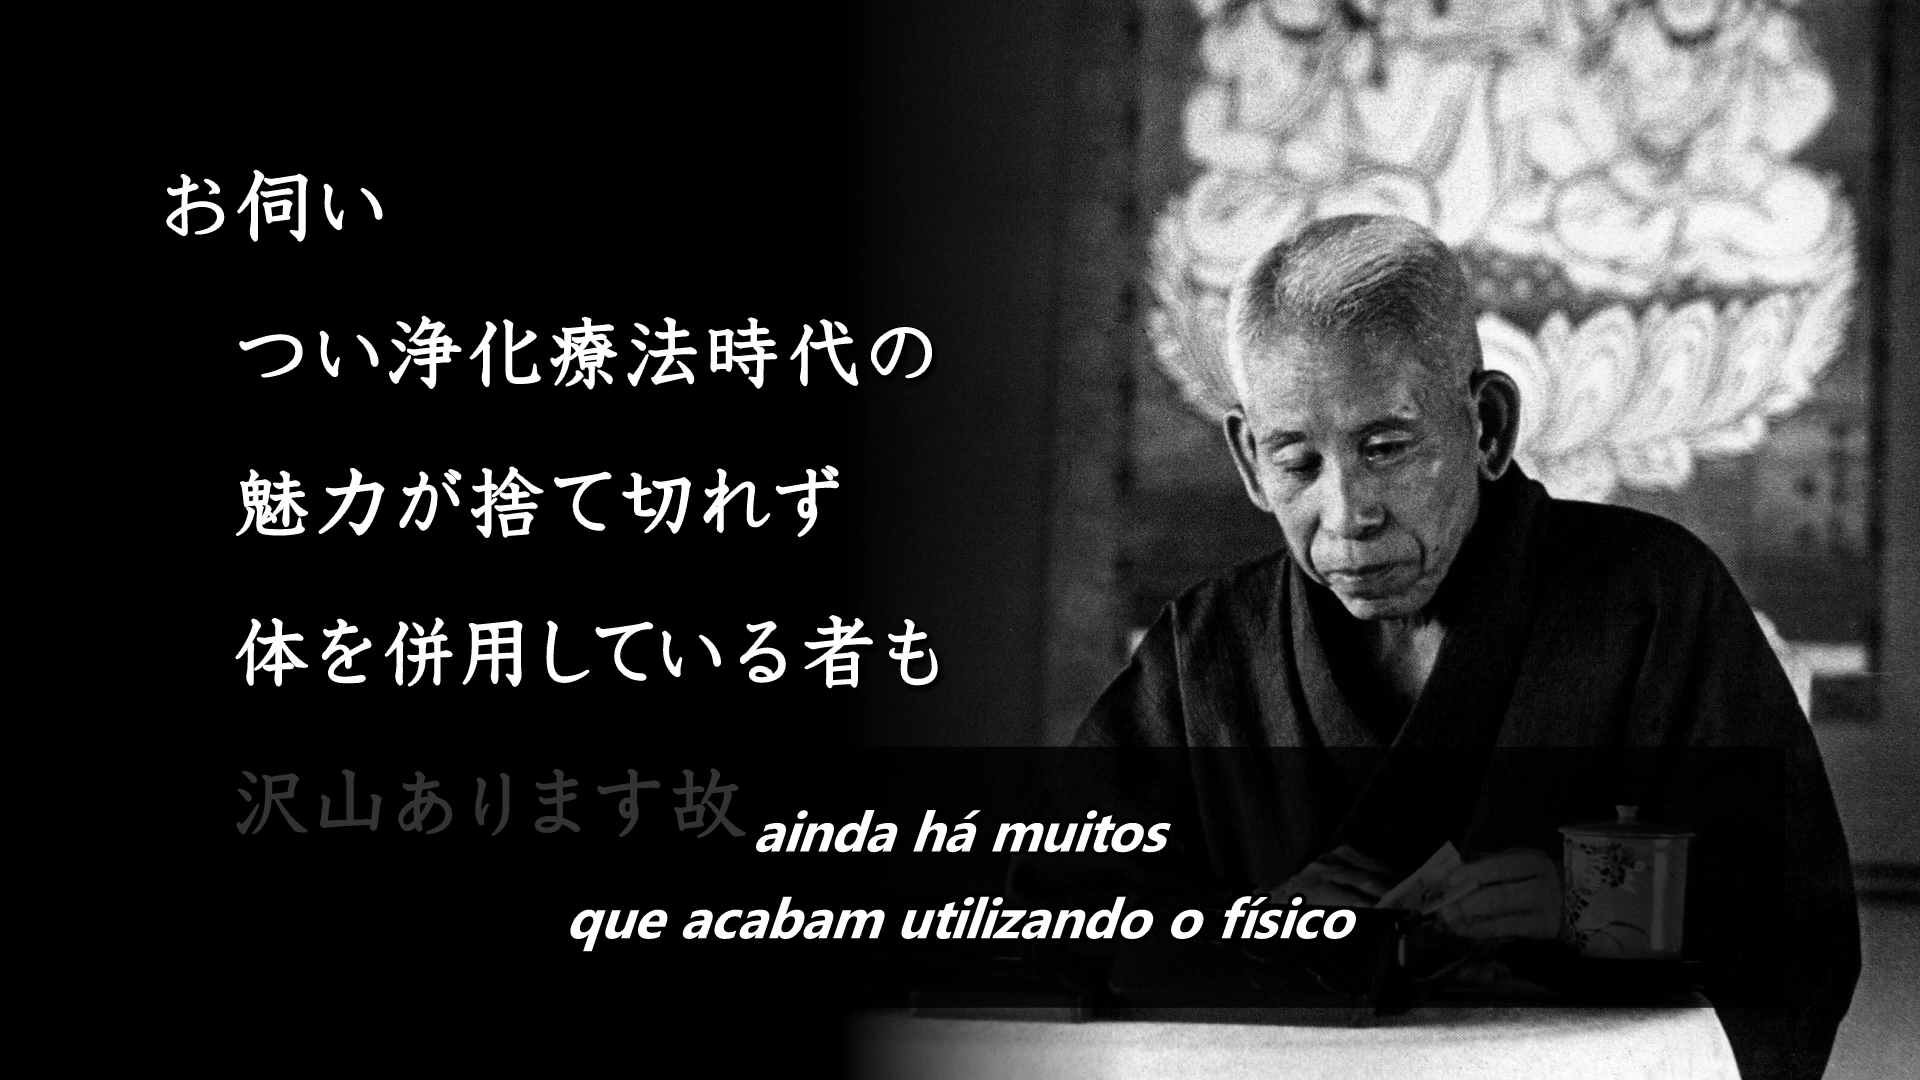 お伺い
つい浄化療法時代の
魅力が捨て切れず
体を併用している者も
沢山あります故
ainda há muitos
que acabam utilizando o físico